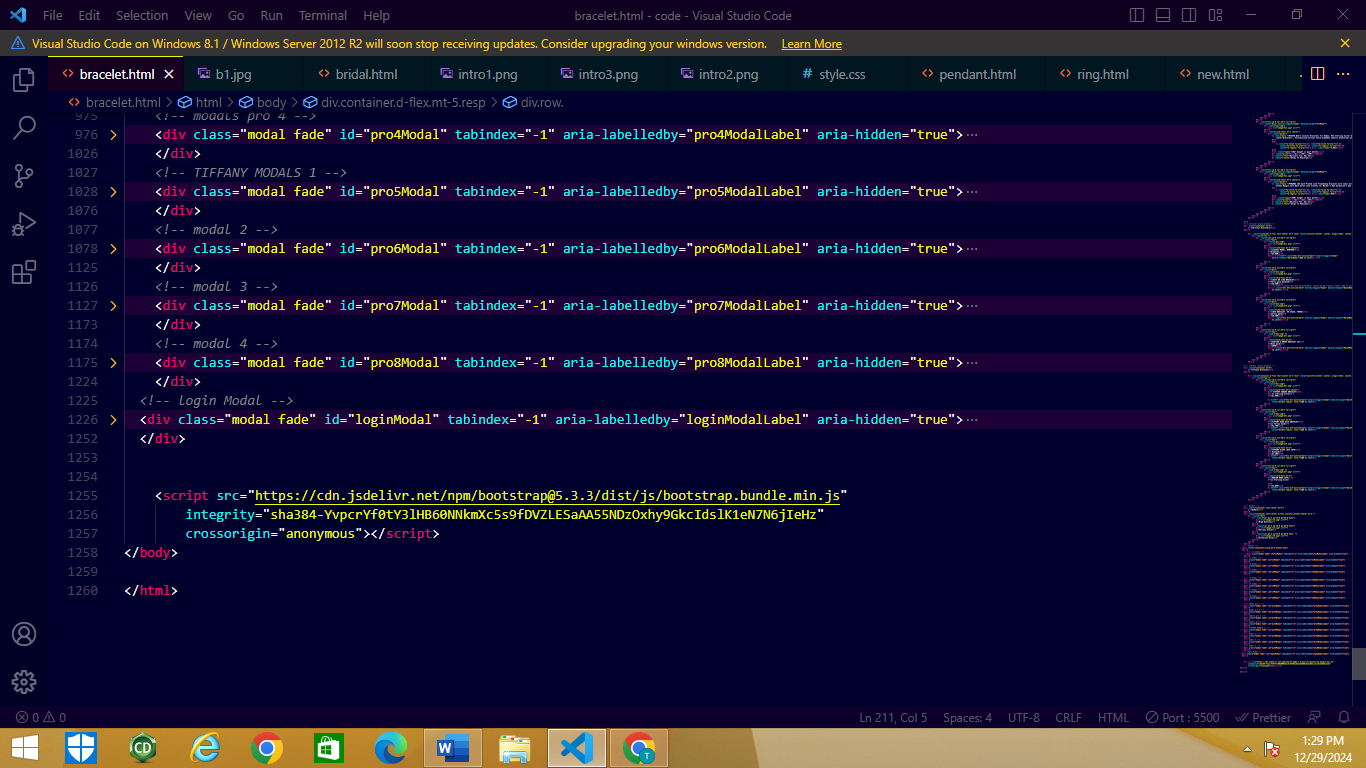 File Edit Selection View Go Run Terminal Help bracelet.html - code - Visual Studio Code
Visual Studio Code on Windows 8.1 / Windows Server 2012 R2 will soon stop receiving updates. Consider upgrading your windows version. Learn More
bracelet.html b1.jpg bridal.html intro1.png intro3.png intro2.png style.css pendant.html ring.html new.html
bracelet.html > html > body > div.container.d-flex.mt-5.resp > div.row.
975 <!-- modals pro 4 -->
976 <div class="modal fade" id="pro4Modal" tabindex="-1" aria-labelledby="pro4ModalLabel" aria-hidden="true">...
1026 </div>
1027 <!-- TIFFANY MODALS 1 -->
1028 <div class="modal fade" id="pro5Modal" tabindex="-1" aria-labelledby="pro5ModalLabel" aria-hidden="true">...
1076 </div>
1077 <!-- modal 2 -->
1078 <div class="modal fade" id="pro6Modal" tabindex="-1" aria-labelledby="pro6ModalLabel" aria-hidden="true">...
1125 </div>
1126 <!-- modal 3 -->
1127 <div class="modal fade" id="pro7Modal" tabindex="-1" aria-labelledby="pro7ModalLabel" aria-hidden="true">...
1173 </div>
1174 <!-- modal 4 -->
1175 <div class="modal fade" id="pro8Modal" tabindex="-1" aria-labelledby="pro8ModalLabel" aria-hidden="true">...
1224 </div>
1225 <!-- login Modal -->
1226 <div class="modal fade" id="loginModal" tabindex="-1" aria-labelledby="loginModalLabel" aria-hidden="true">...
1252 </div>
1253
1254
1255 <script src="https://cdn.jsdelivr.net/npm/bootstrap@5.3.3/dist/js/bootstrap.bundle.min.js"
1256 integrity="sha384-YvpcrYf0tY3lHB60NNkmXc5s9fDVZLESaAA55NDzOxhy9GkcIdslK1eN7N6jIeHz"
1257 crossorigin="anonymous"></script>
1258 </body>
1259
1260 </html>
0 0 Ln 211, Col 5 Spaces: 4 UTF-8 CRLF HTML Port : 5500 Prettier
1:29 PM
12/29/2024